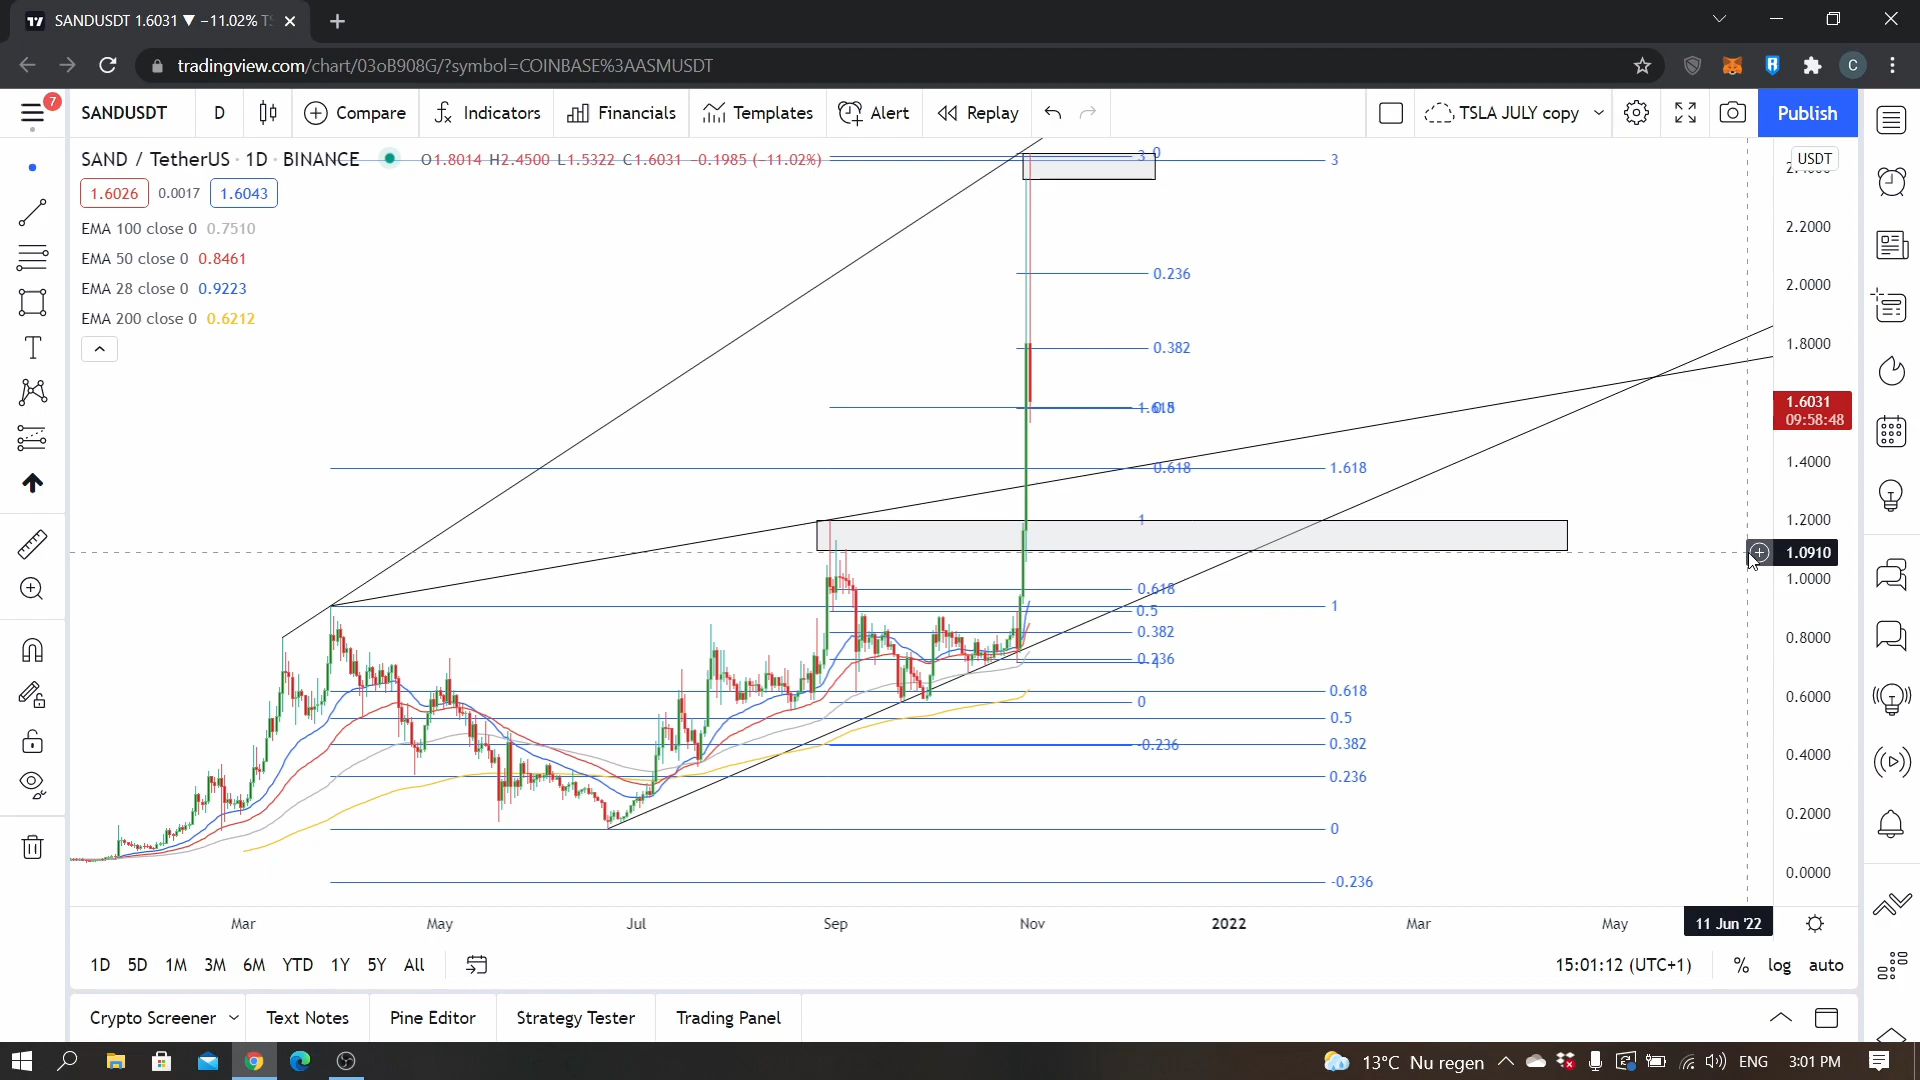 SANDUSDT 1.6031 ▼ −11.02%
tradingview.com/chart/03oB908G/?symbol=COINBASE%3AASMUSDT
C
7
SANDUSDT
D
Compare
Indicators
Financials
Templates
Alert
Replay
TSLA JULY copy
Publish
SAND / TetherUS · 1D · BINANCE
O1.8014 H2.4500 L1.5322 C1.6031 −0.1985 (−11.02%)
1.6026
0.0017
1.6043
EMA 100 close 0 0.7510
EMA 50 close 0 0.8461
EMA 28 close 0 0.9223
EMA 200 close 0 0.6212
3
0
3
0.236
0.382
1.618
0.5
0.618
1.618
1
0.618
1
0.5
0.382
0.236
0.618
0
0.5
-0.236
0.382
0.236
0
-0.236
USDT
2.2000
2.0000
1.8000
1.6031
09:58:48
1.4000
1.2000
1.0910
1.0000
0.8000
0.6000
0.4000
0.2000
0.0000
Mar
May
Jul
Sep
Nov
2022
Mar
May
11 Jun '22
1D
5D
1M
3M
6M
YTD
1Y
5Y
All
15:01:12 (UTC+1)
%
log
auto
Crypto Screener
Text Notes
Pine Editor
Strategy Tester
Trading Panel
13°C Nu regen
ENG
3:01 PM